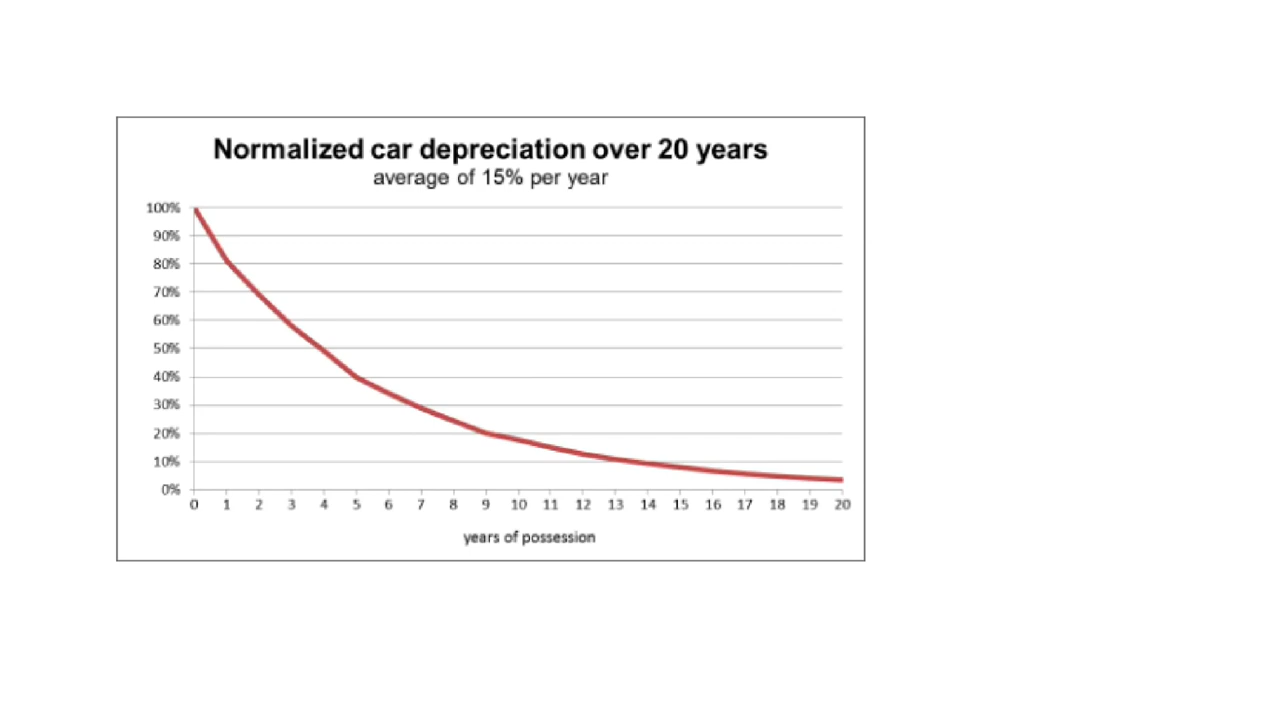 Normalized car depreciation over 20 years
average of 15% per year
100%
90%
80%
70%
60%
50%
40%
30%
20%
10%
0%
0 1 2 3 4 5 6 7 8 9 10 11 12 13 14 15 16 17 18 19 20
years of possession